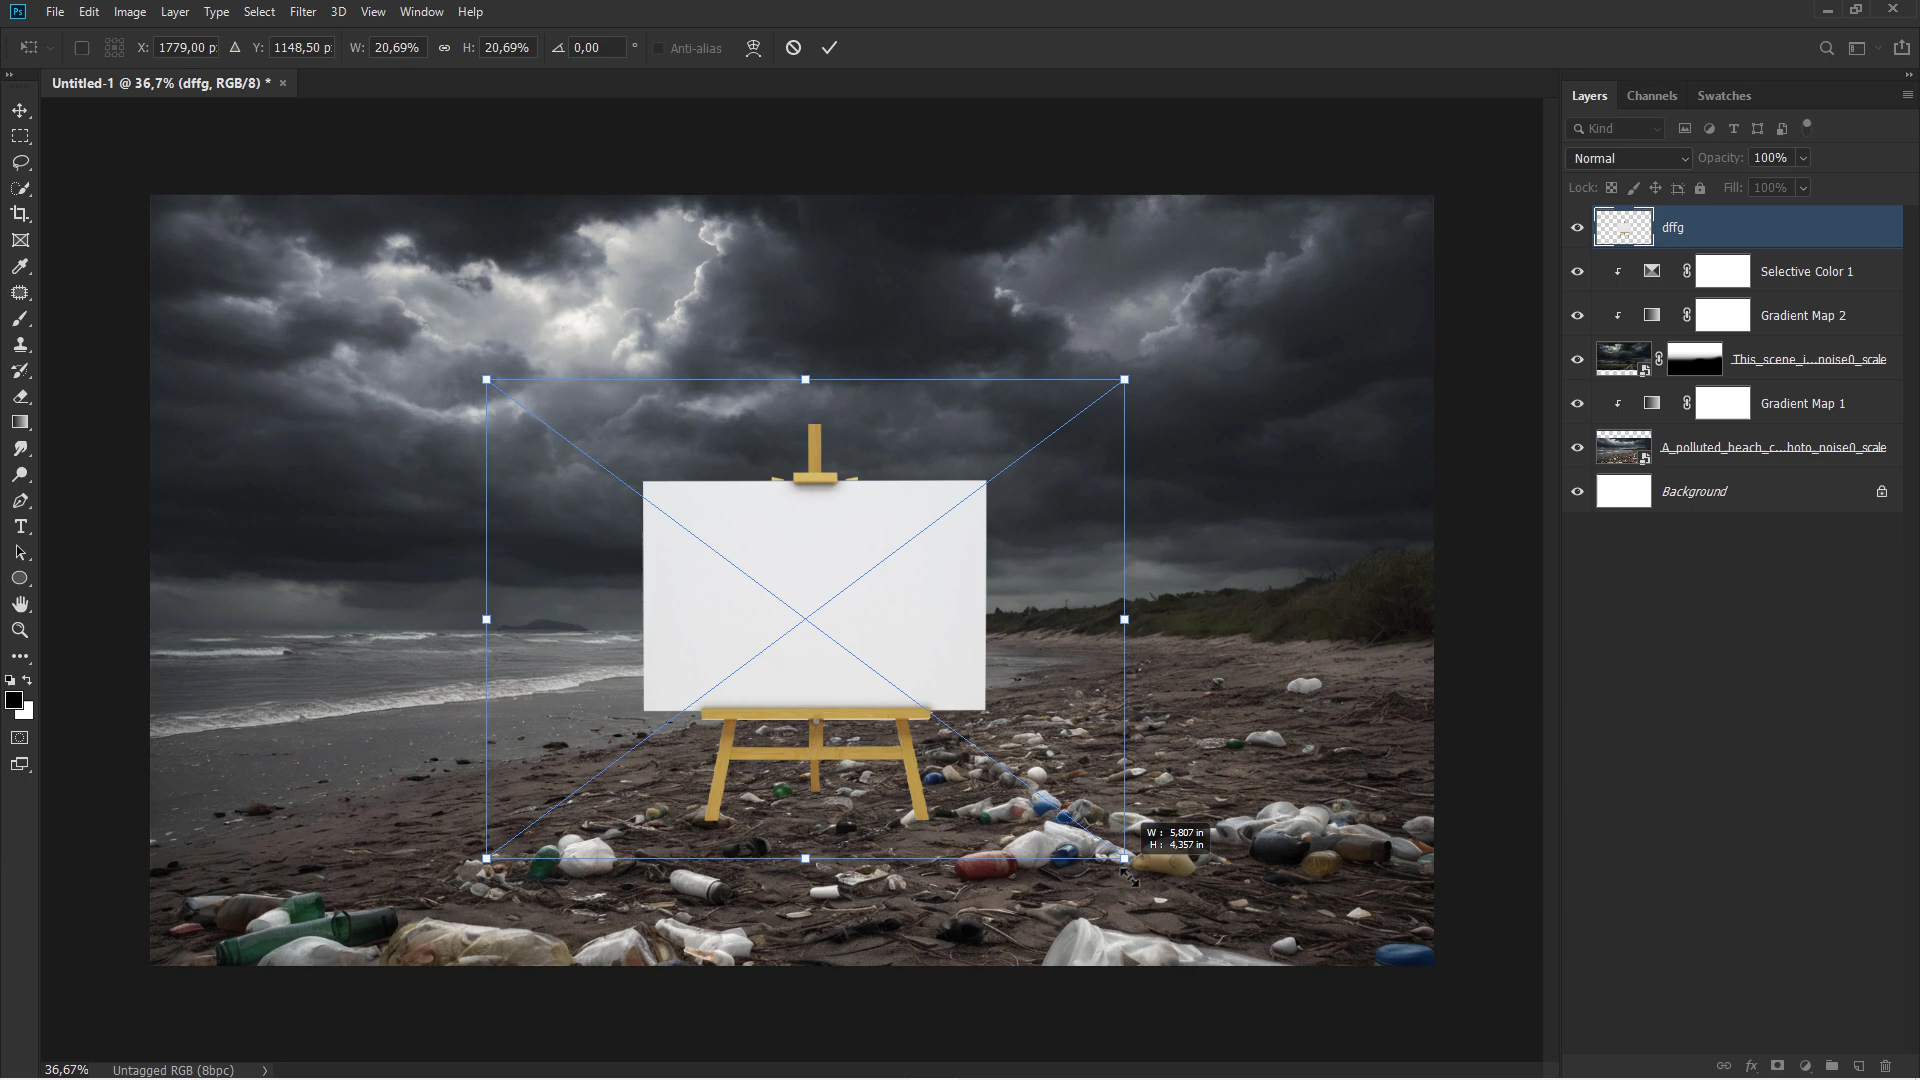 Ps File Edit Image Layer Type Select Filter 3D View Window Help
X: 1779,00 p: Y: 1148,50 p: W: 20,69% H: 20,69% 0,00 ° Anti-alias
Untitled-1 @ 36,7% (dffg, RGB/8) * ×
Layers Channels Swatches
Kind
Normal Opacity: 100%
Lock: Fill: 100%
dffg
Selective Color 1
Gradient Map 2
This_scene_i...noise0_scale
Gradient Map 1
A_polluted_beach_c...hoto_noise0_scale
Background
W : 5,807 in
H : 4,357 in
36,67% Untagged RGB (8bpc)